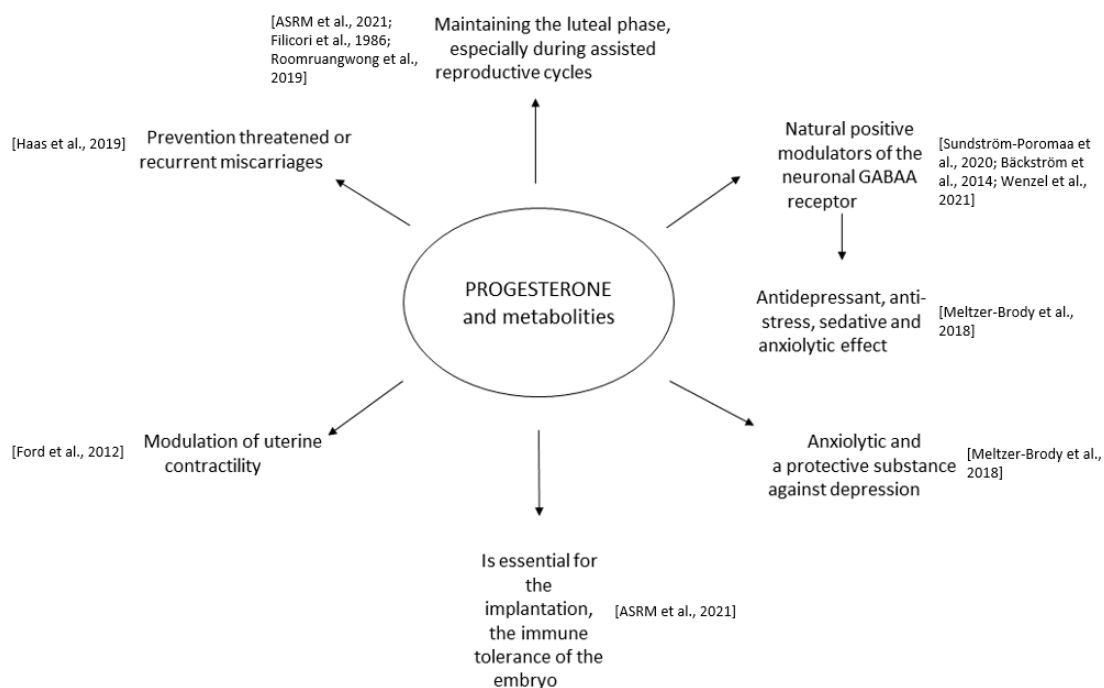 [ASRM et al., 2021;
Filicori et al., 1986;
Roomruangwong et al.,
2019]
Maintaining the luteal phase,
especially during assisted
reproductive cycles
[Haas et al., 2019]
Prevention threatened or
recurrent miscarriages
Natural positive
modulators of the
neuronal GABAA
receptor
[Sundström-Poromaa et
al., 2020; Bäckström et
al., 2014; Wenzel et al.,
2021]
PROGESTERONE
and metabolities
Antidepressant, anti-
stress, sedative and
anxiolytic effect
[Meltzer-Brody et al.,
2018]
[Ford et al., 2012]
Modulation of uterine
contractility
Anxiolytic and
a protective substance
against depression
[Meltzer-Brody et al.,
2018]
Is essential for
the
implantation,
the immune
tolerance of the
embryo
[ASRM et al., 2021]